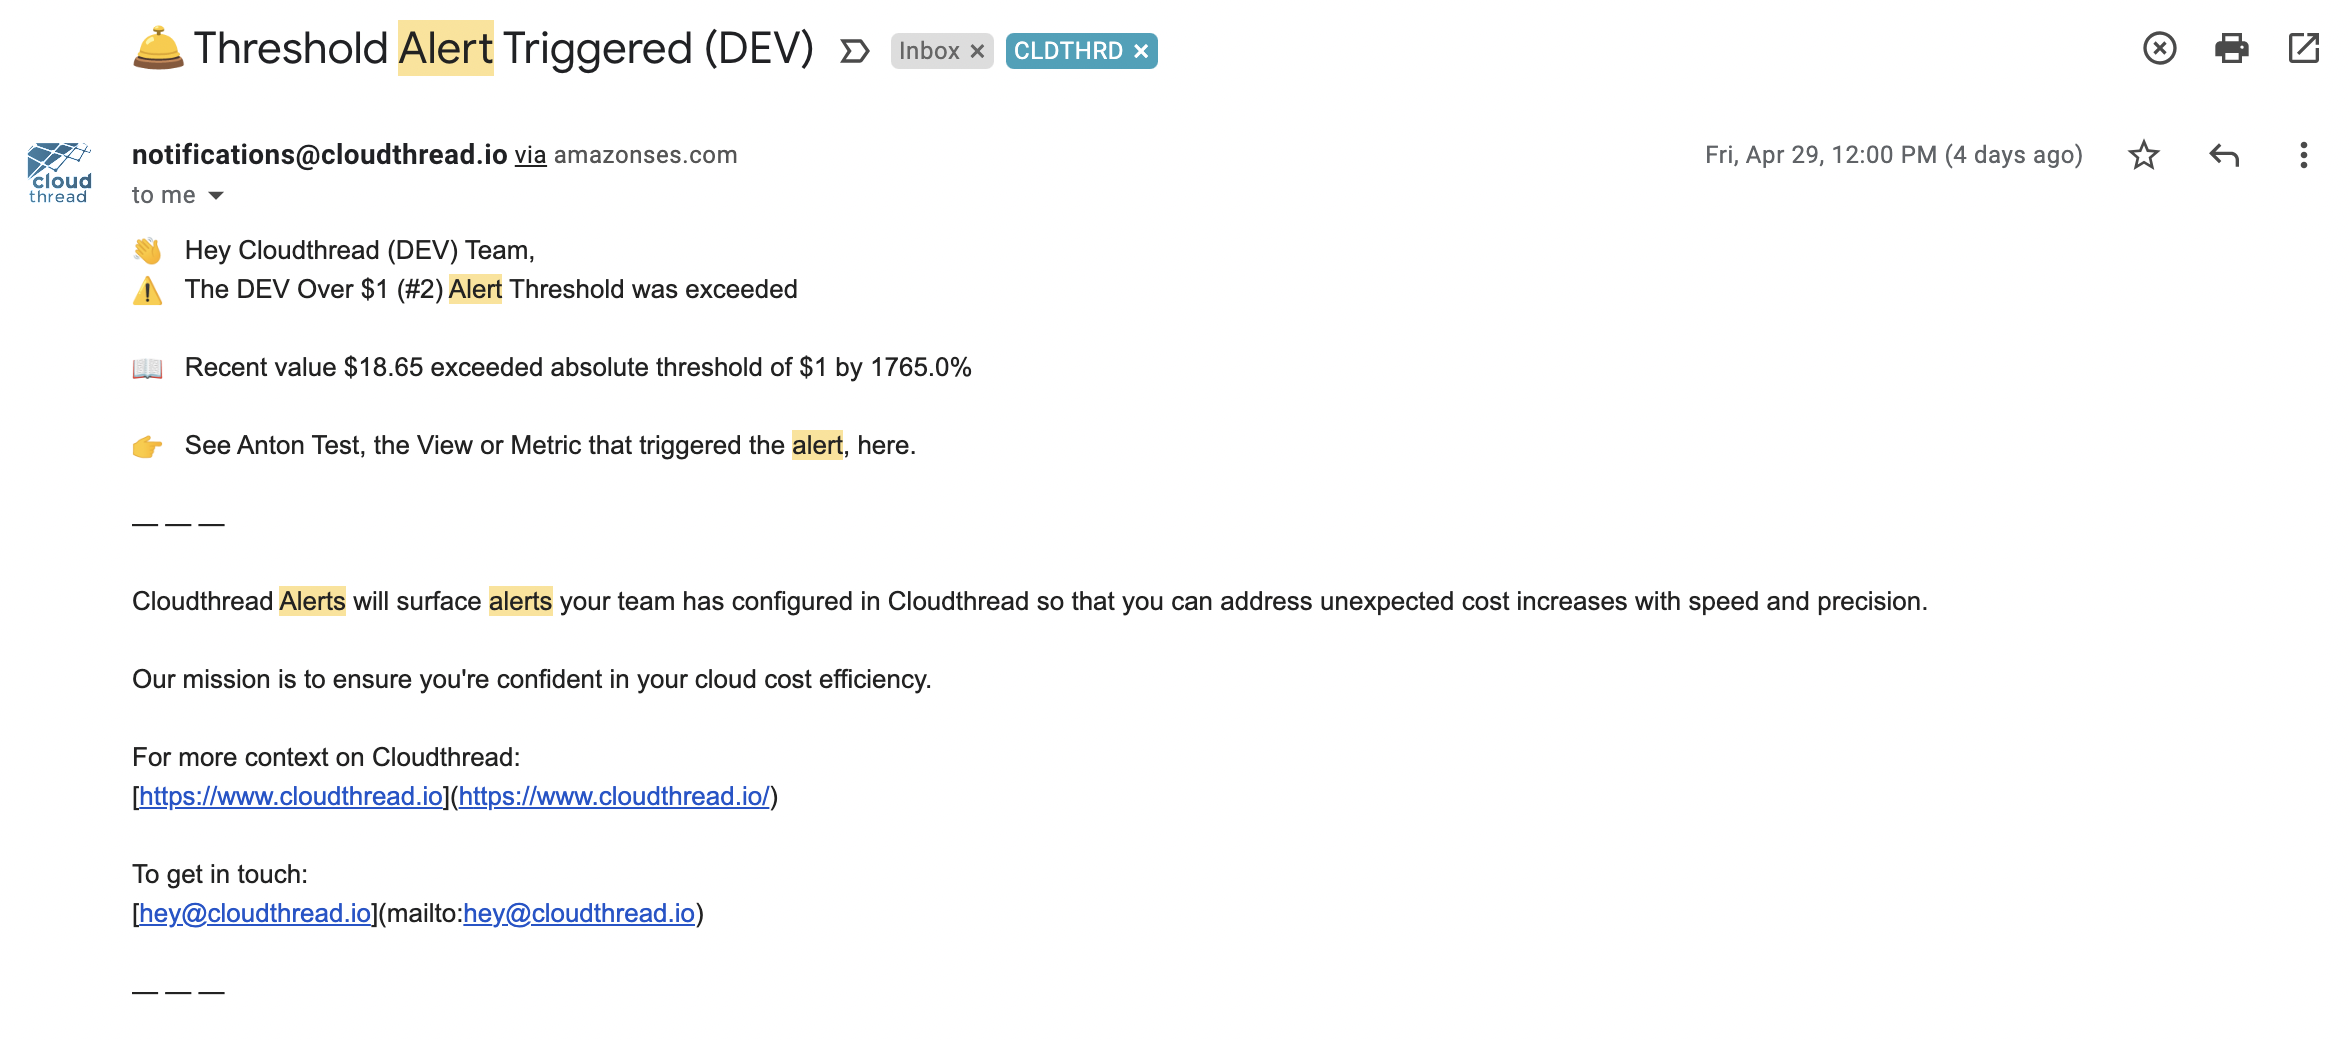 Threshold Alert Triggered (DEV) Inbox × CLDTHRD ×
cloud
thread
notifications@cloudthread.io via amazonses.com Fri, Apr 29, 12:00 PM (4 days ago)
to me
👋 Hey Cloudthread (DEV) Team,
⚠️ The DEV Over $1 (#2) Alert Threshold was exceeded
📖 Recent value $18.65 exceeded absolute threshold of $1 by 1765.0%
👉 See Anton Test, the View or Metric that triggered the alert, here.
— — —
Cloudthread Alerts will surface alerts your team has configured in Cloudthread so that you can address unexpected cost increases with speed and precision.
Our mission is to ensure you're confident in your cloud cost efficiency.
For more context on Cloudthread:
[https://www.cloudthread.io](https://www.cloudthread.io/)
To get in touch:
[hey@cloudthread.io](mailto:hey@cloudthread.io)
— — —